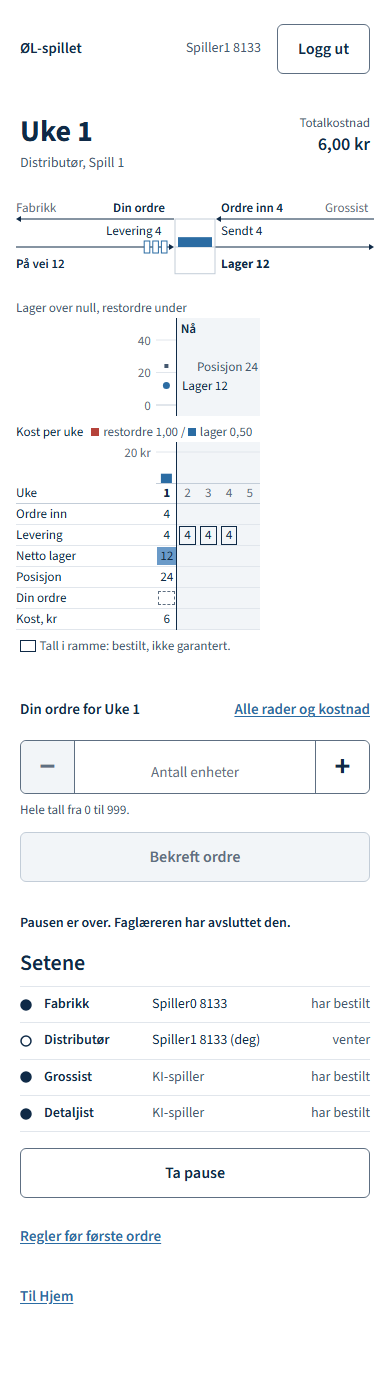 ØL-spillet
Spiller1 8133
Logg ut
Uke 1
Distributør, Spill 1
Totalkostnad
6,00 kr
Fabrikk
Din ordre
Ordre inn 4
Grossist
Levering 4
Sendt 4
På vei 12
Lager 12
Lager over null, restordre under
Nå
40
Posisjon 24
20
Lager 12
0
Kost per uke restordre 1,00 / lager 0,50
20 kr
Uke 1 2 3 4 5
Ordre inn 4
Levering 4 4 4 4
Netto lager 12
Posisjon 24
Din ordre
Kost, kr 6
Tall i ramme: bestilt, ikke garantert.
Din ordre for Uke 1
Alle rader og kostnad
− Antall enheter +
Hele tall fra 0 til 999.
Bekreft ordre
Pausen er over. Faglæreren har avsluttet den.
Setene
Fabrikk Spiller0 8133 har bestilt
Distributør Spiller1 8133 (deg) venter
Grossist KI-spiller har bestilt
Detaljist KI-spiller har bestilt
Ta pause
Regler før første ordre
Til Hjem